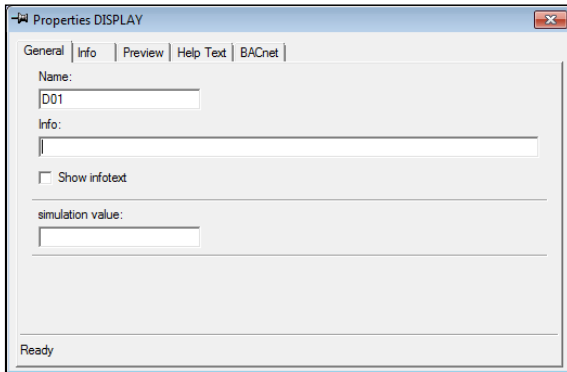 Properties DISPLAY
General Info Preview Help Text BACnet
Name:
D01
Info:
Show infotext
simulation value:
Ready